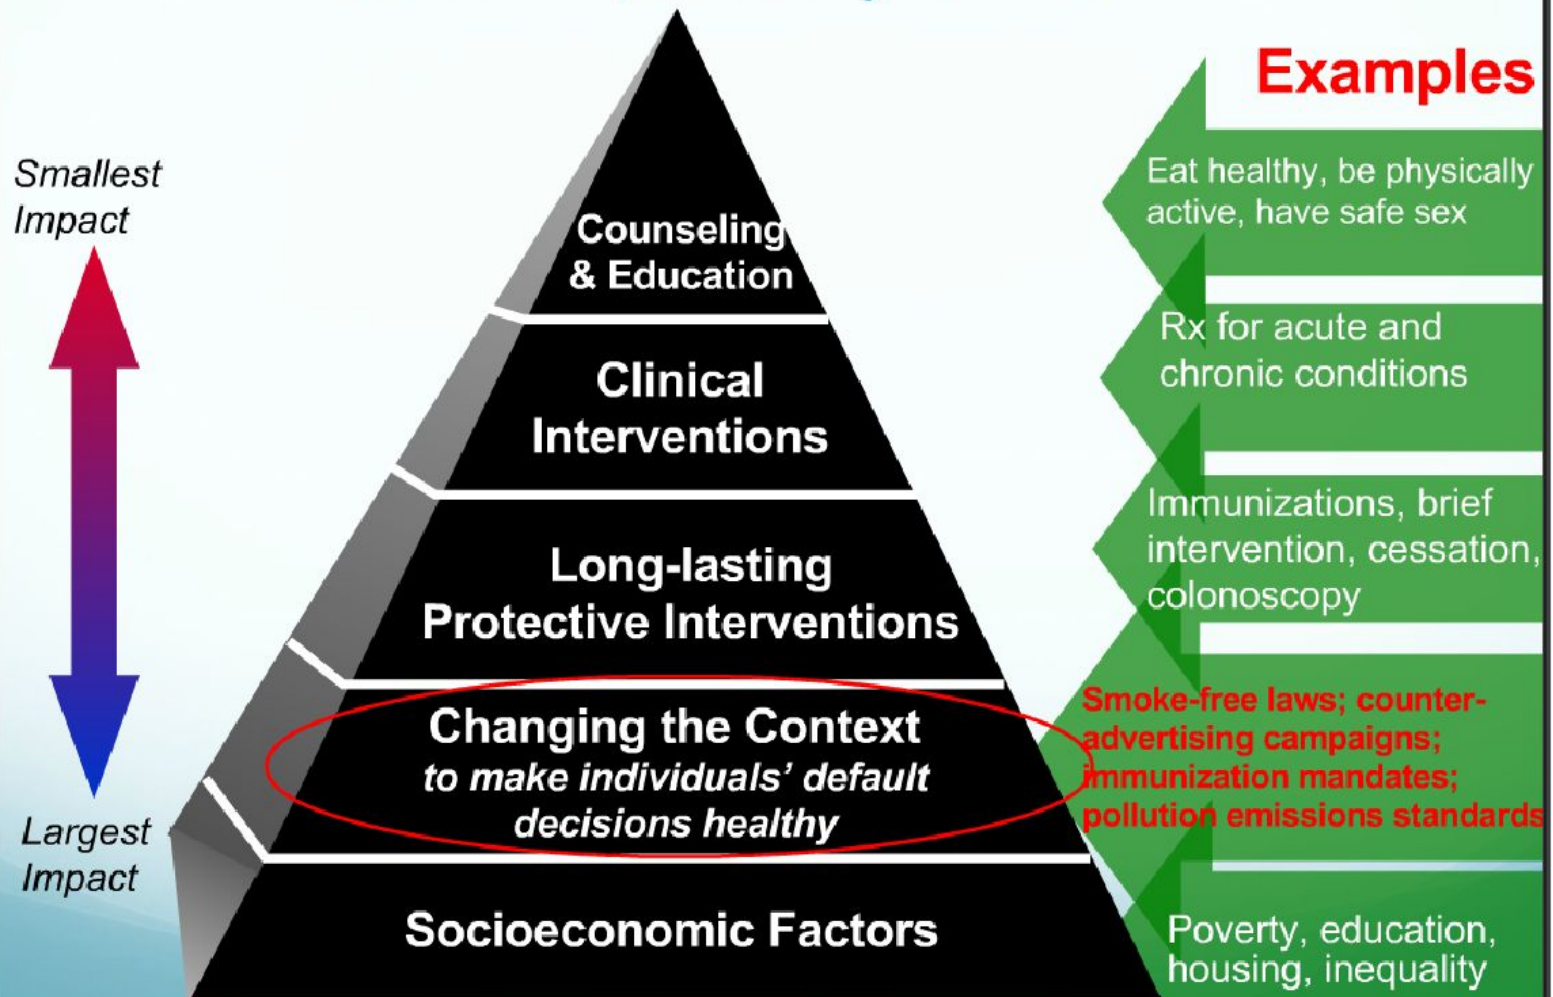 Examples
Smallest
Impact
Counseling
& Education
Eat healthy, be physically
active, have safe sex
Clinical
Interventions
Rx for acute and
chronic conditions
Long-lasting
Protective Interventions
Immunizations, brief
intervention, cessation,
colonoscopy
Changing the Context
to make individuals’ default
decisions healthy
Smoke-free laws; counter-
advertising campaigns;
immunization mandates;
pollution emissions standards
Largest
Impact
Socioeconomic Factors
Poverty, education,
housing, inequality